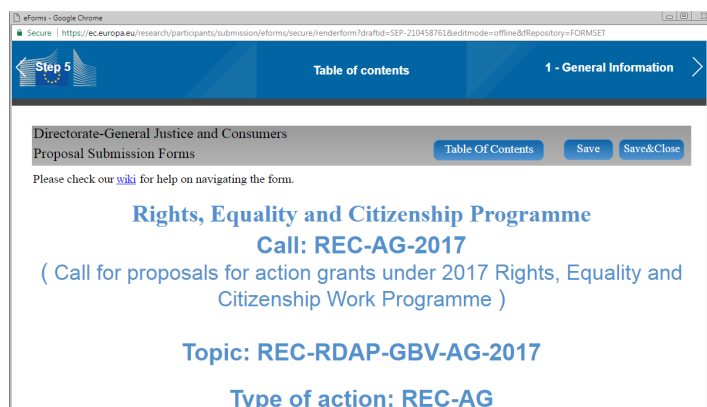 eForms - Google Chrome
Secure | https://ec.europa.eu/research/participants/submission/eforms/secure/renderform?draftid=SEP-210458761&editmode=offline&fRepository=FORMSET
Step 5
Table of contents
1 - General Information
Directorate-General Justice and Consumers
Proposal Submission Forms
Table Of Contents
Save
Save&Close
Please check our wiki for help on navigating the form.
Rights, Equality and Citizenship Programme
Call: REC-AG-2017
( Call for proposals for action grants under 2017 Rights, Equality and
Citizenship Work Programme )
Topic: REC-RDAP-GBV-AG-2017
Type of action: REC-AG